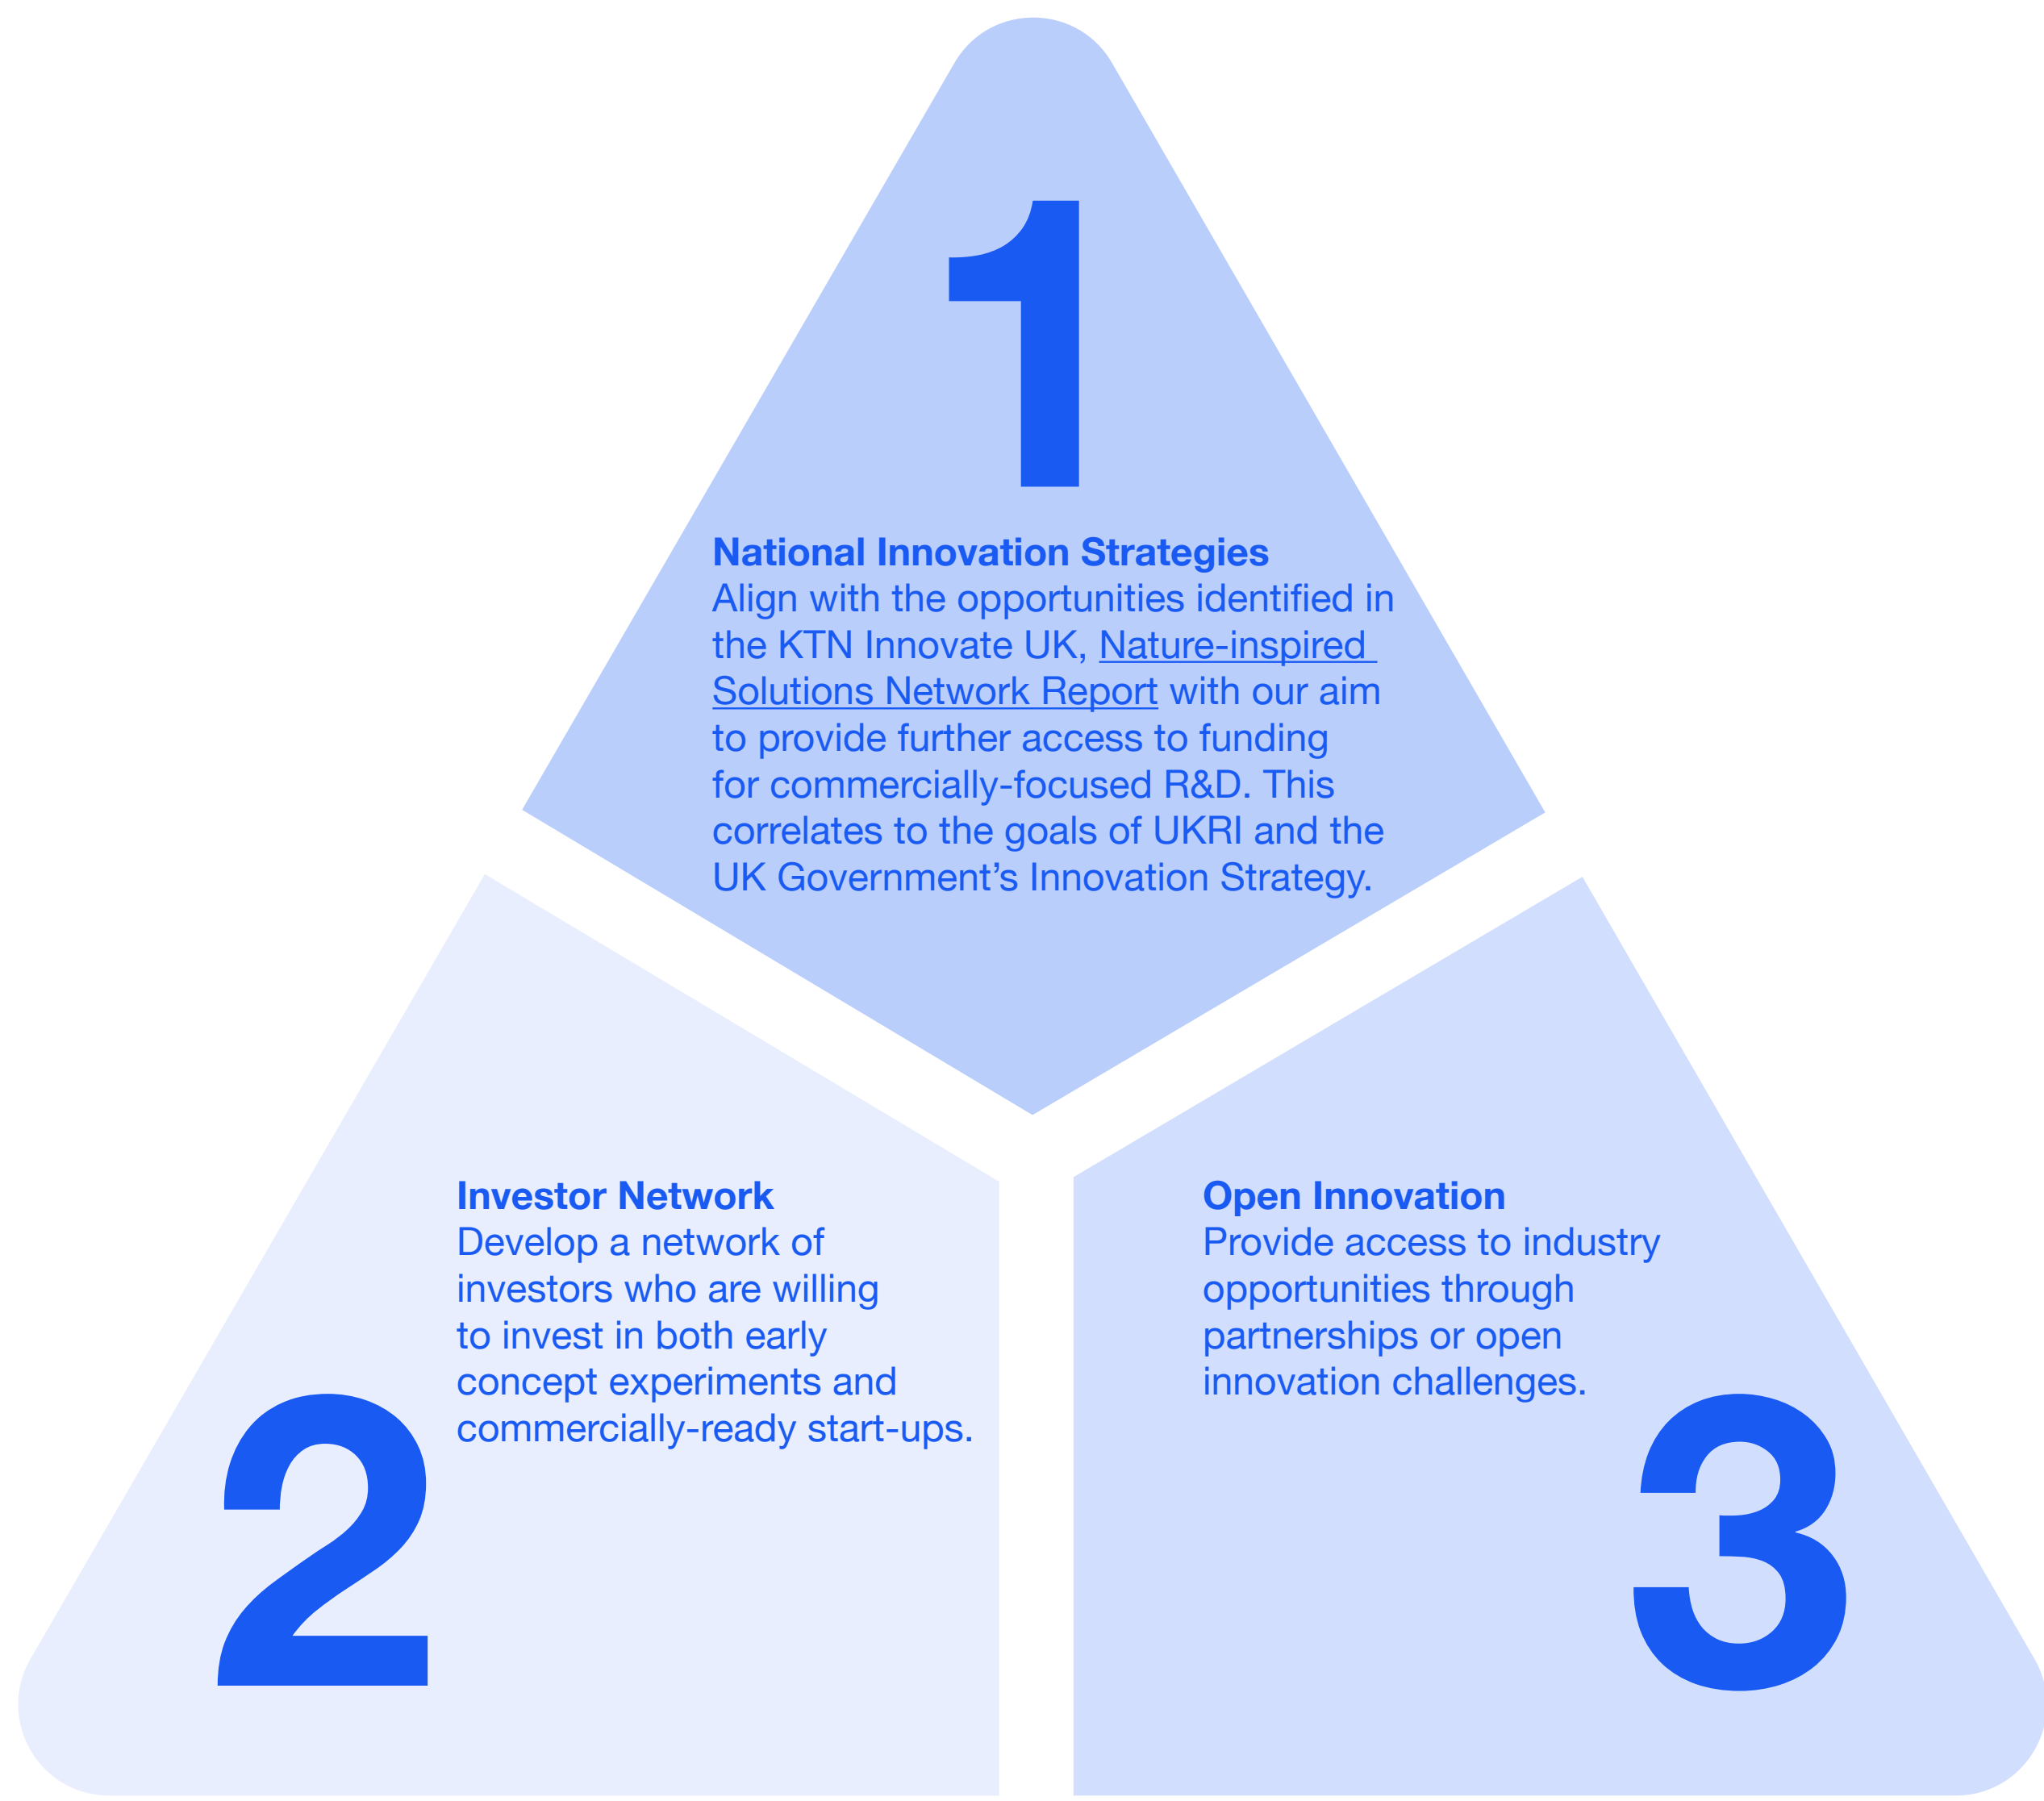 1
National Innovation Strategies
Align with the opportunities identified in
the KTN Innovate UK, Nature-inspired
Solutions Network Report with our aim
to provide further access to funding
for commercially-focused R&D. This
correlates to the goals of UKRI and the
UK Government’s Innovation Strategy.
2
Investor Network
Develop a network of
investors who are willing
to invest in both early
concept experiments and
commercially-ready start-ups.
Open Innovation
Provide access to industry
opportunities through
partnerships or open
innovation challenges.
3